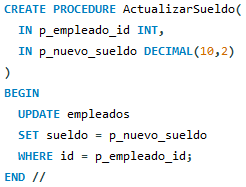 CREATE PROCEDURE ActualizarSueldo(
  IN p_empleado_id INT,
  IN p_nuevo_sueldo DECIMAL(10,2)
)
BEGIN
  UPDATE empleados
  SET sueldo = p_nuevo_sueldo
  WHERE id = p_empleado_id;
END //